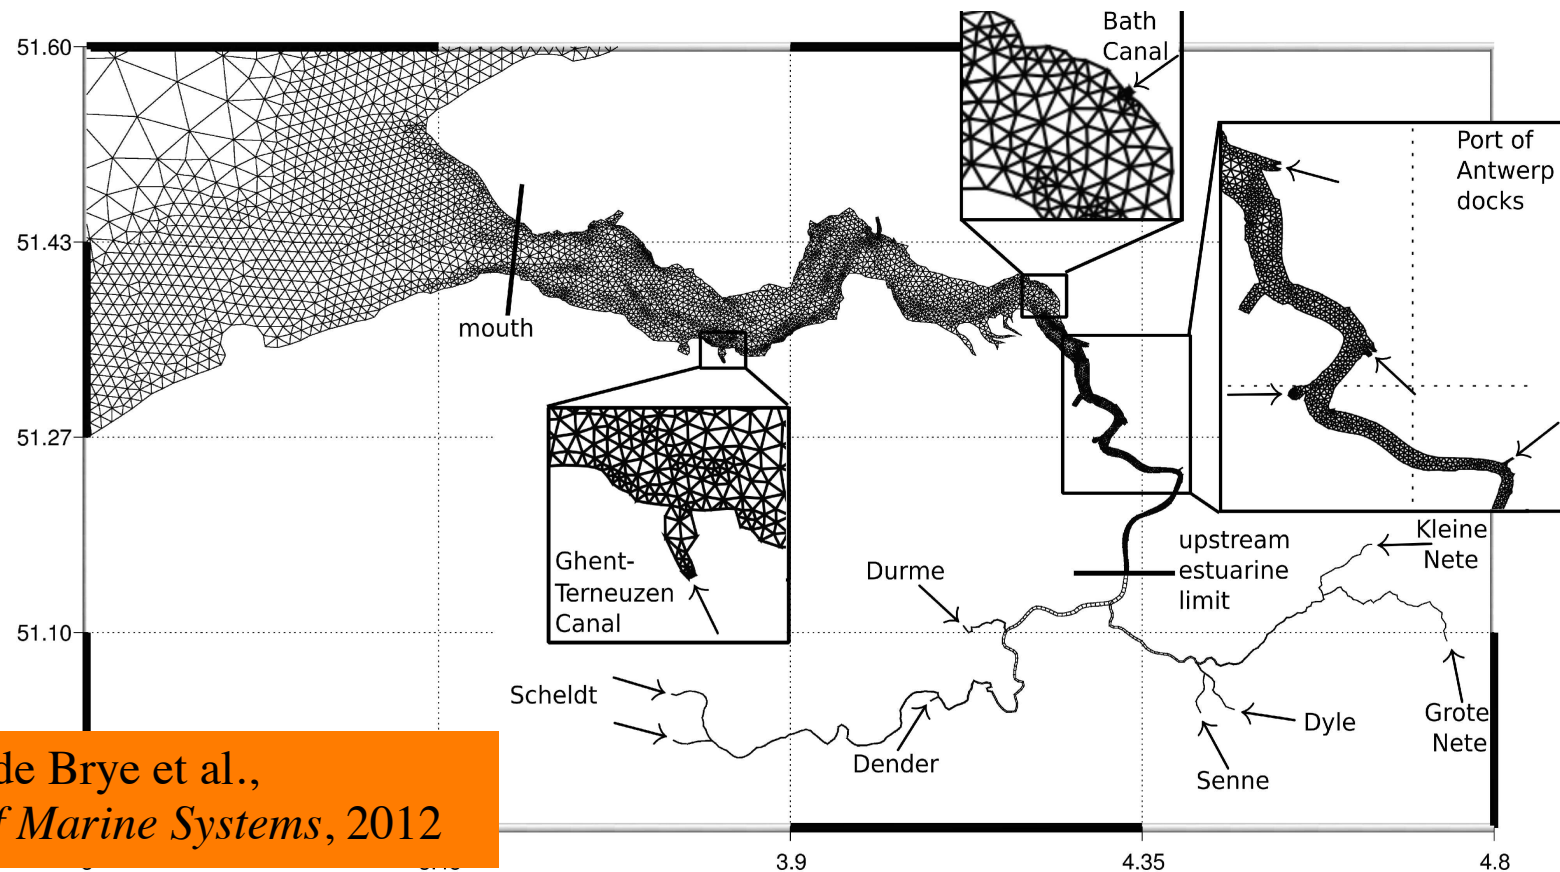 Bath
Canal
51.60
Port of
Antwerp
docks
51.43
mouth
51.27
Ghent-
Terneuzen
Canal
Durme
upstream
estuarine
limit
Kleine
Nete
51.10
Scheldt
Dender
Senne
Dyle
Grote
Nete
de Brye et al.,
Marine Systems, 2012
3.9
4.35
4.8